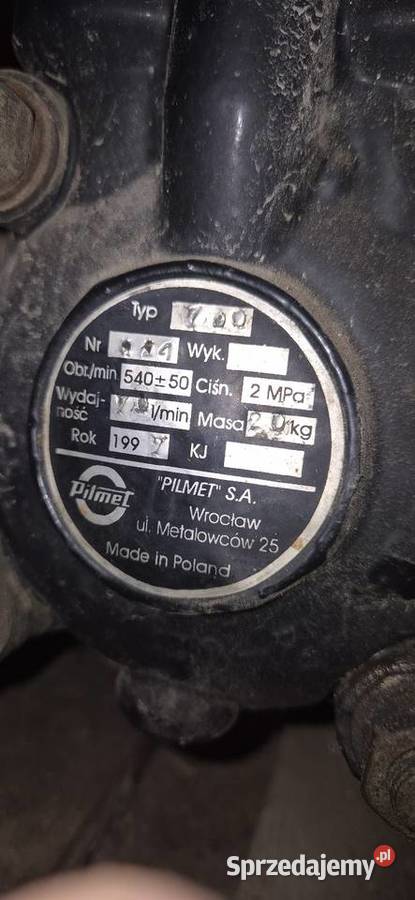 Typ
Nr Wyk.
Obr./min 540±50 Ciśn. 2 MPa
Wydaj- l/min Masa kg
ność
Rok 199 KJ
Pilmet "PILMET" S.A.
Wrocław
ul. Metalowców 25
Made in Poland
Sprzedajemy.pl